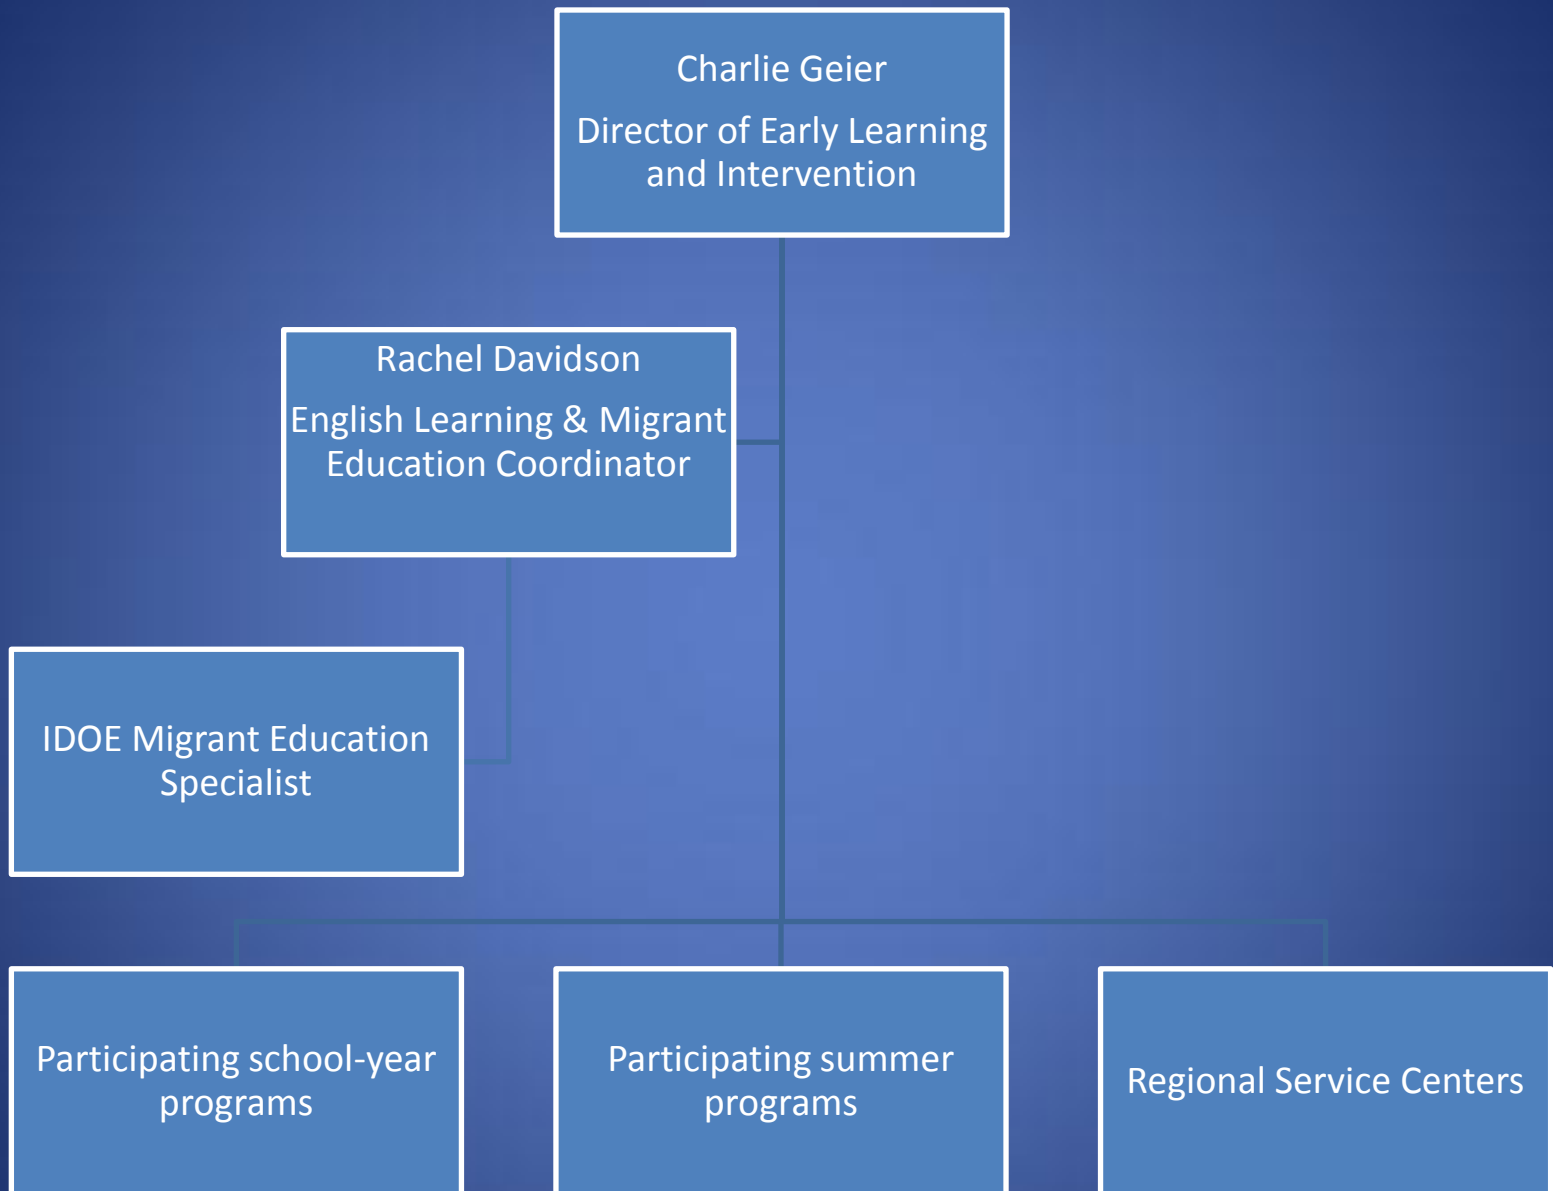 Charlie Geier
Director of Early Learning
and Intervention
Rachel Davidson
English Learning & Migrant
Education Coordinator
IDOE Migrant Education
Specialist
Participating school-year
programs
Participating summer
programs
Regional Service Centers